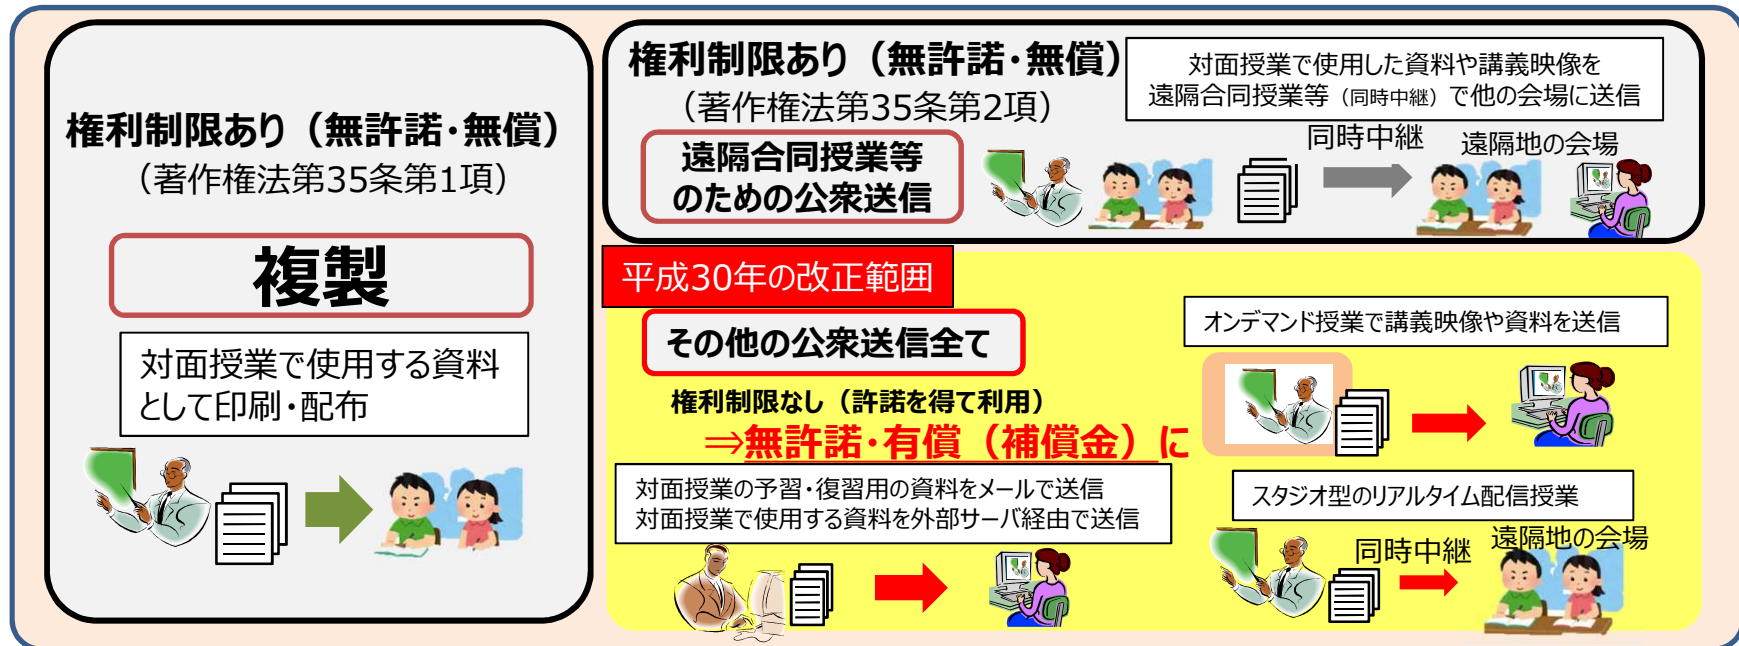 権利制限あり（無許諾・無償）
（著作権法第35条第1項）
複製
対面授業で使用する資料
として印刷・配布
権利制限あり（無許諾・無償）
（著作権法第35条第2項）
遠隔合同授業等
のための公衆送信
対面授業で使用した資料や講義映像を
遠隔合同授業等（同時中継）で他の会場に送信
同時中継
遠隔地の会場
平成30年の改正範囲
その他の公衆送信全て
権利制限なし（許諾を得て利用）
⇒無許諾・有償（補償金）に
対面授業の予習・復習用の資料をメールで送信
対面授業で使用する資料を外部サーバ経由で送信
オンデマンド授業で講義映像や資料を送信
スタジオ型のリアルタイム配信授業
同時中継
遠隔地の会場